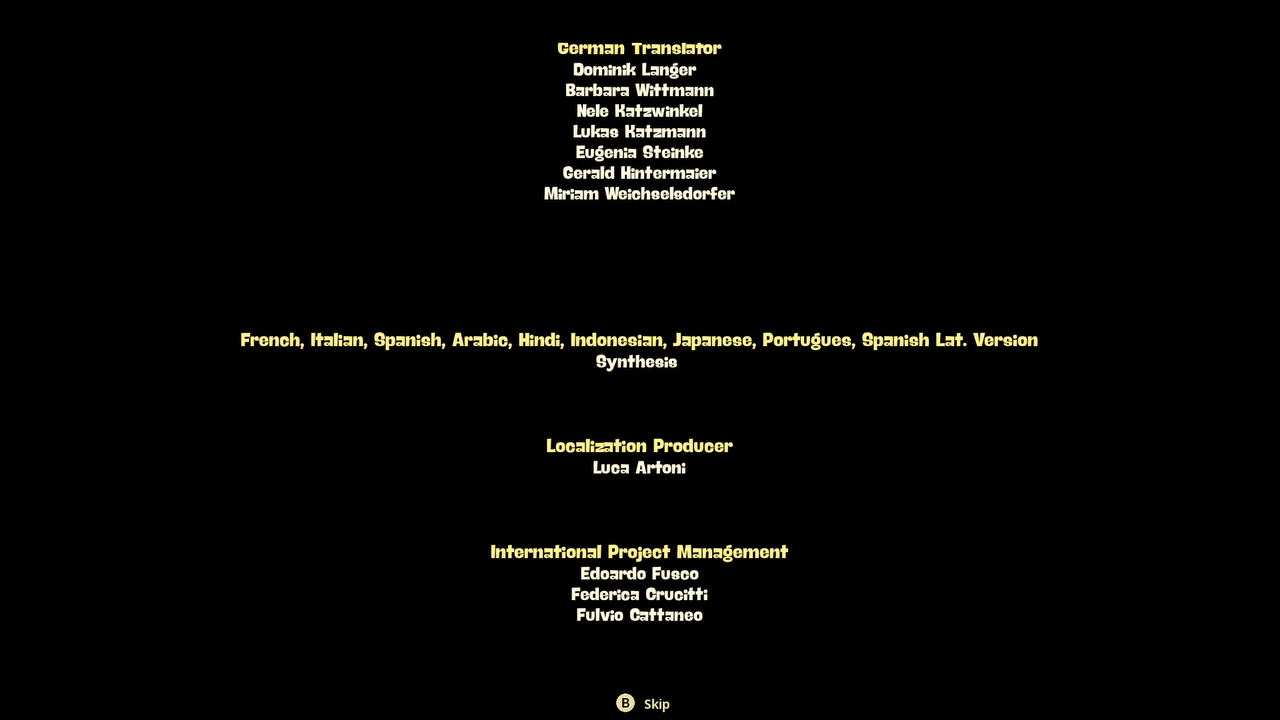 German Translator
Dominik Langer
Barbara Wittmann
Nele Katzwinkel
Lukas Katzmann
Eugenia Steinke
Gerald Hintermaier
Miriam Weichselsdorfer
French, Italian, Spanish, Arabic, Hindi, Indonesian, Japanese, Portugues, Spanish Lat. Version
Synthesis
Localization Producer
Luca Artoni
International Project Management
Edoardo Fusco
Federica Crucitti
Fulvio Cattaneo
B Skip